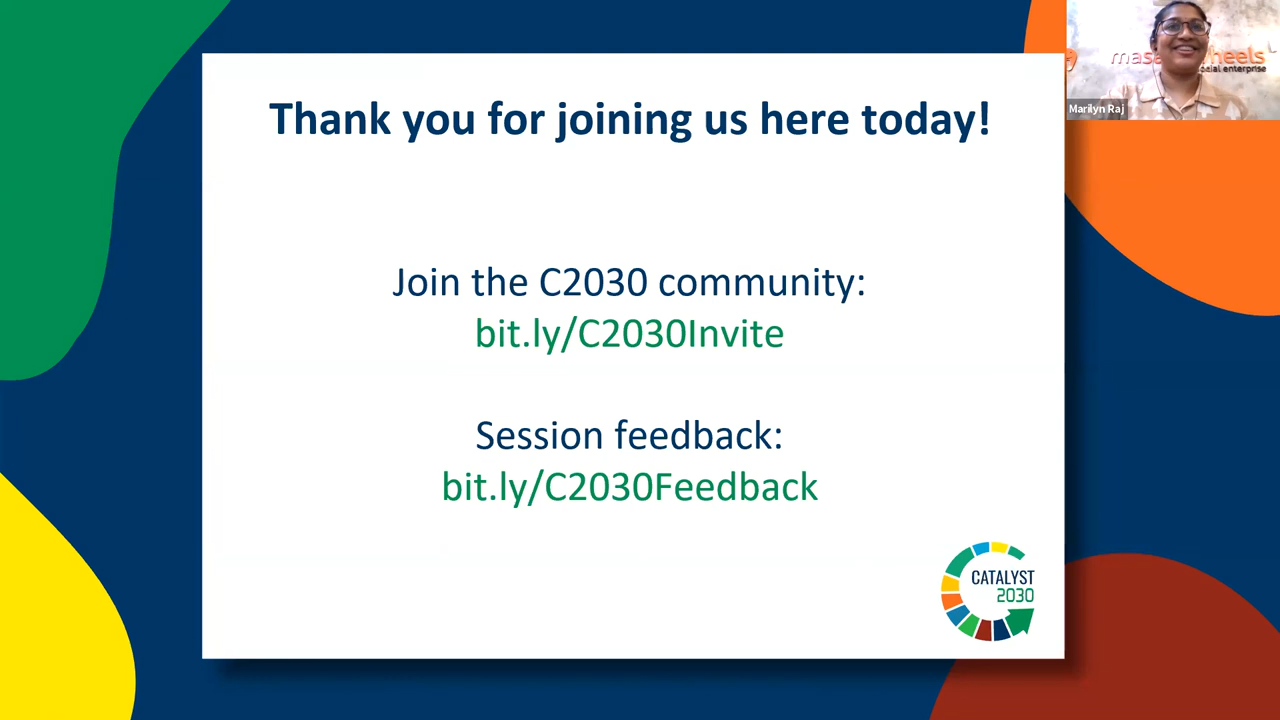 Thank you for joining us here today!
Join the C2030 community:
bit.ly/C2030Invite
Session feedback:
bit.ly/C2030Feedback
CATALYST
2030
Marilyn Raj
enterprise